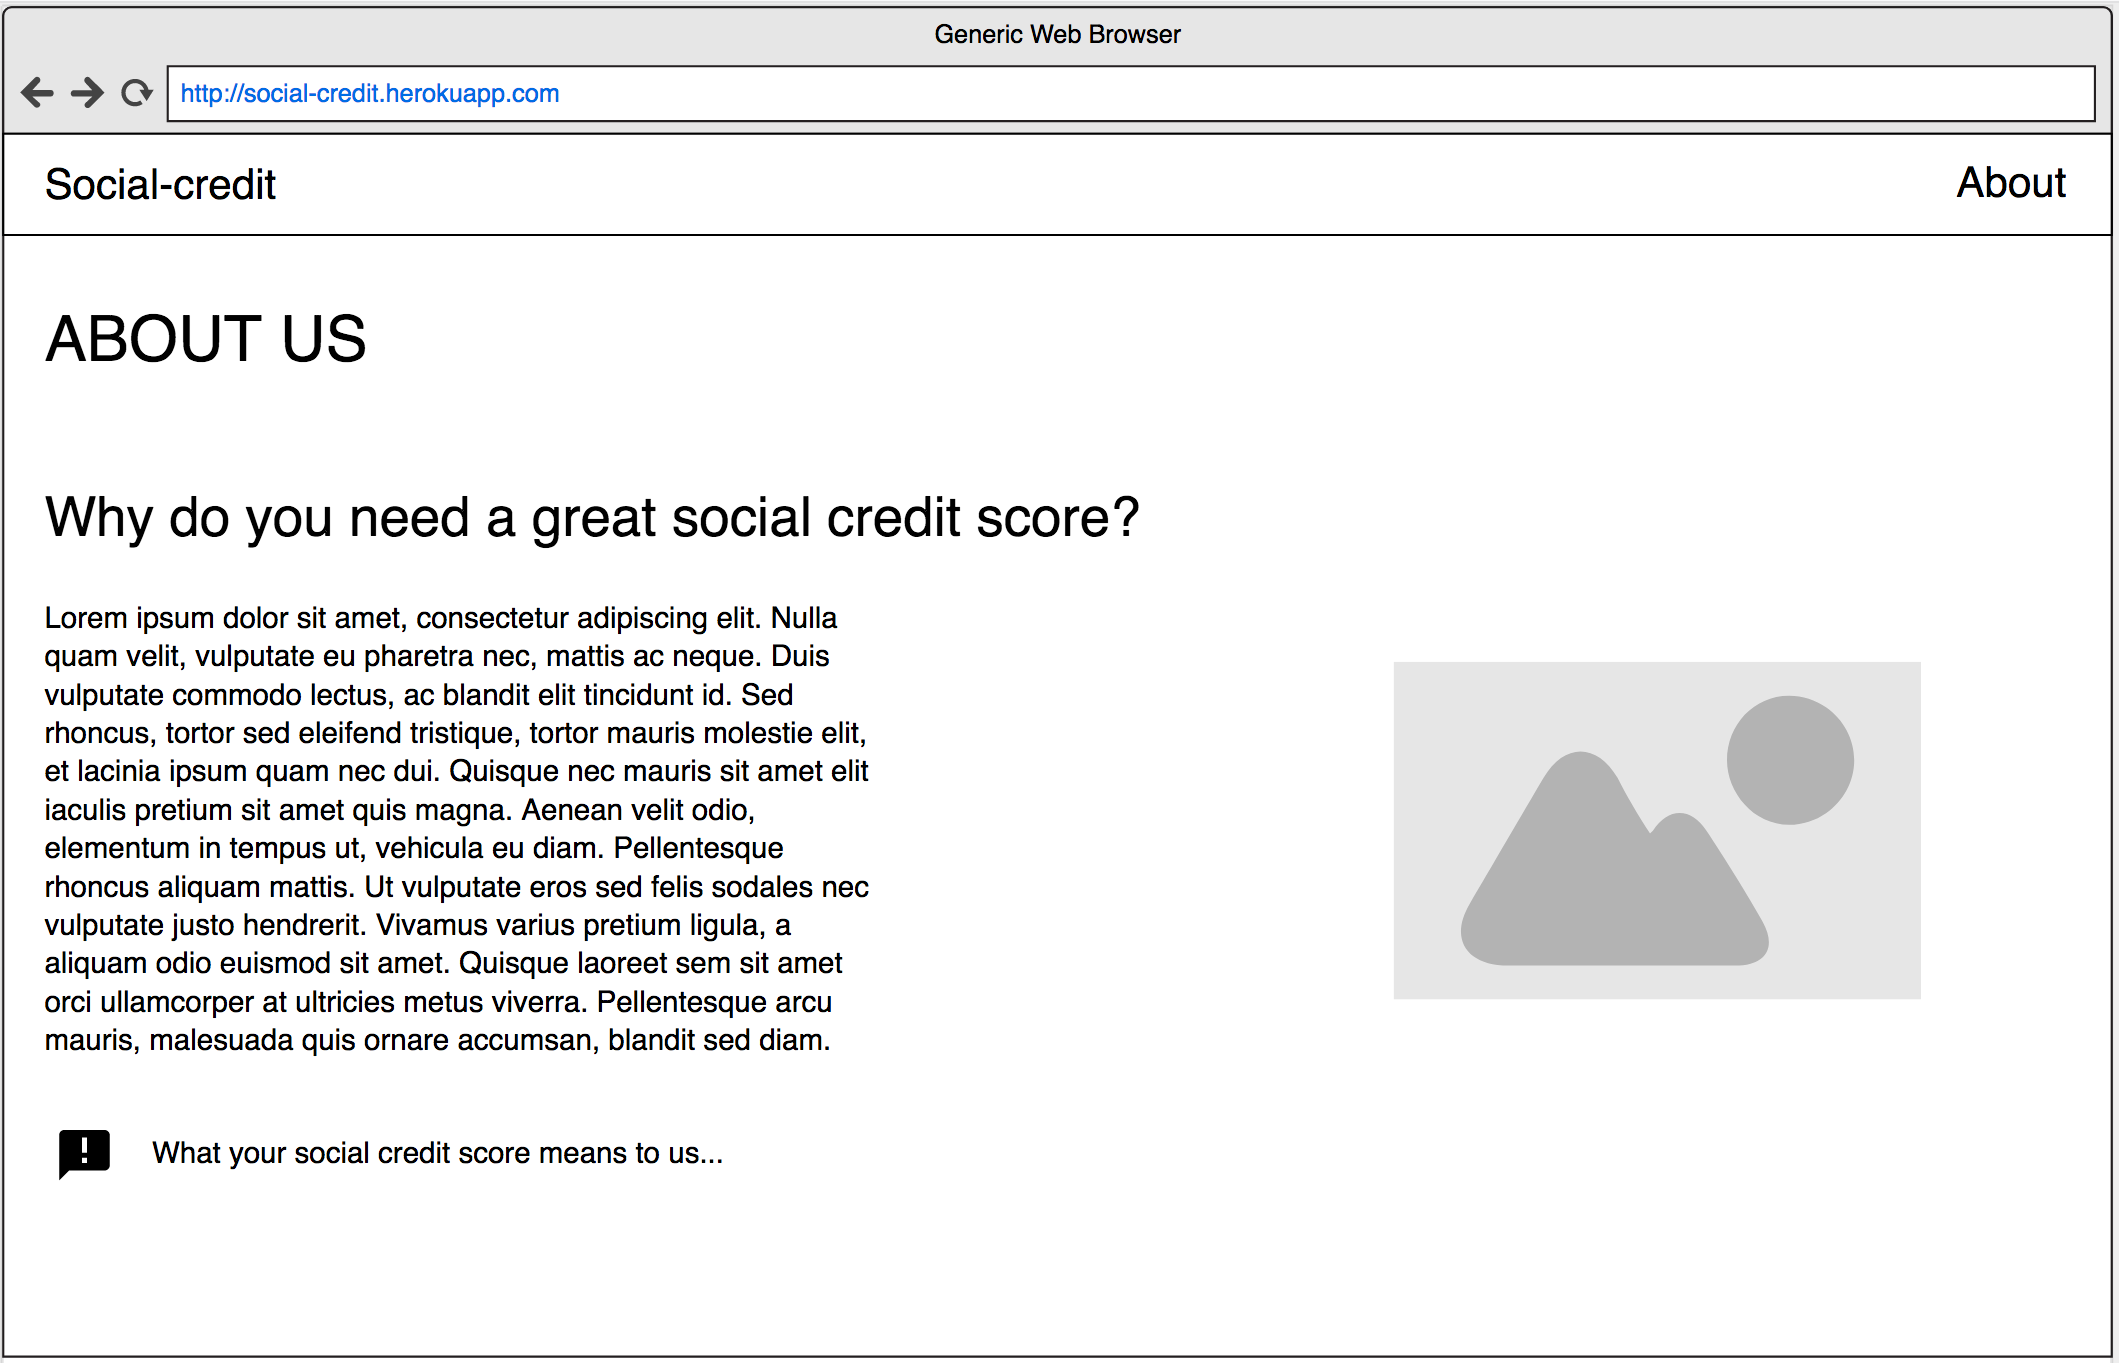 Generic Web Browser
http://social-credit.herokuapp.com
Social-credit
About
ABOUT US
Why do you need a great social credit score?
Lorem ipsum dolor sit amet, consectetur adipiscing elit. Nulla
quam velit, vulputate eu pharetra nec, mattis ac neque. Duis
vulputate commodo lectus, ac blandit elit tincidunt id. Sed
rhoncus, tortor sed eleifend tristique, tortor mauris molestie elit,
et lacinia ipsum quam nec dui. Quisque nec mauris sit amet elit
iaculis pretium sit amet quis magna. Aenean velit odio,
elementum in tempus ut, vehicula eu diam. Pellentesque
rhoncus aliquam mattis. Ut vulputate eros sed felis sodales nec
vulputate justo hendrerit. Vivamus varius pretium ligula, a
aliquam odio euismod sit amet. Quisque laoreet sem sit amet
orci ullamcorper at ultricies metus viverra. Pellentesque arcu
mauris, malesuada quis ornare accumsan, blandit sed diam.
What your social credit score means to us...